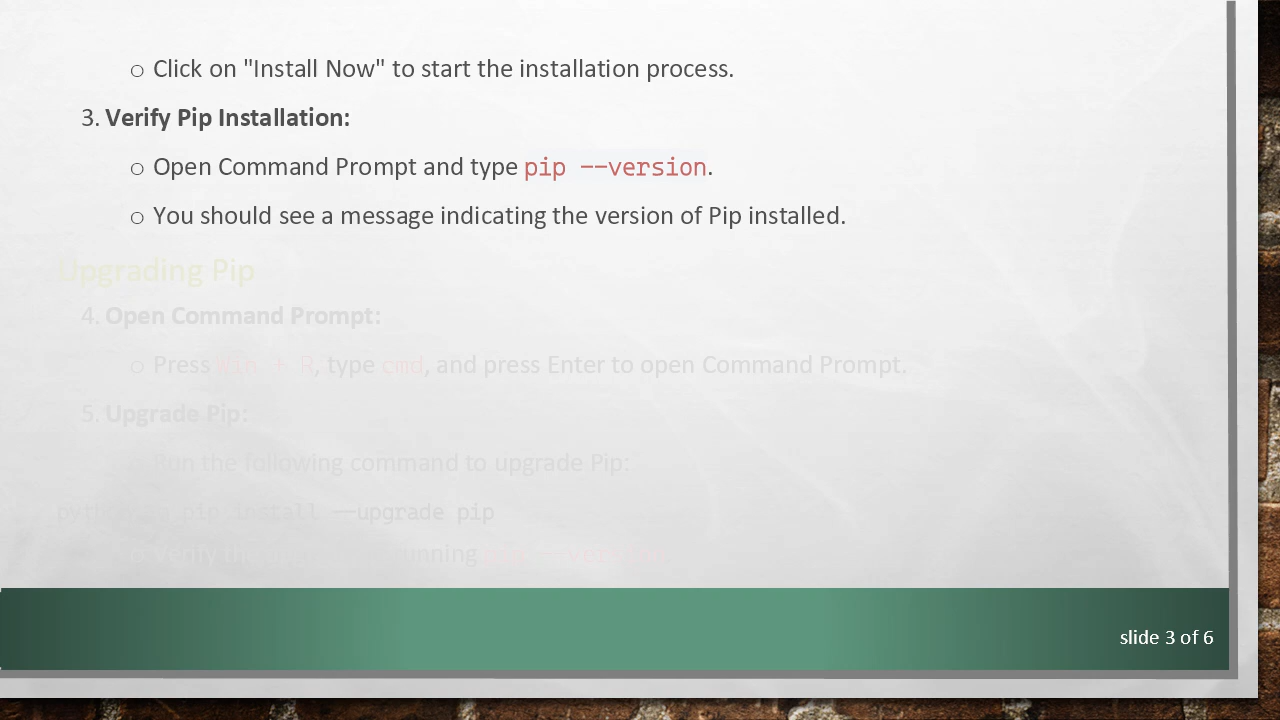 ○ Click on "Install Now" to start the installation process.
3. Verify Pip Installation:
○ Open Command Prompt and type pip --version.
○ You should see a message indicating the version of Pip installed.
Upgrading Pip
4. Open Command Prompt:
○ Press Win + R, type cmd, and press Enter to open Command Prompt.
5. Upgrade Pip:
○ Run the following command to upgrade Pip:
pip install --upgrade pip
Verify the running
slide 3 of 6